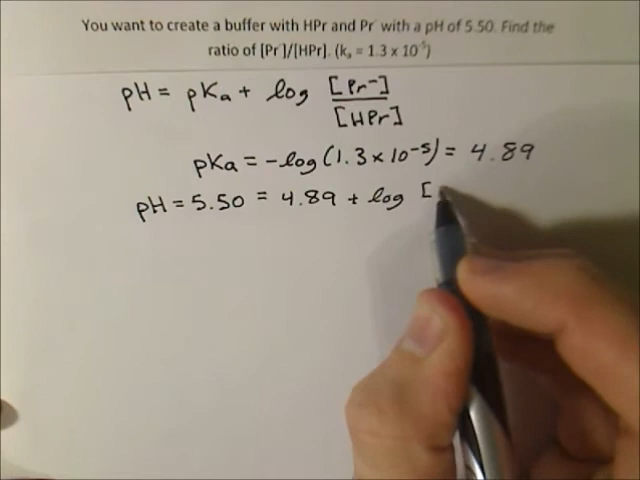 You want to create a buffer with HPr and Pr⁻ with a pH of 5.50. Find the
ratio of [Pr⁻]/[HPr]. (kₐ = 1.3 x 10⁻⁵)
pH = pKa + log [Pr⁻]/[HPr]
pKa = -log(1.3 x 10⁻⁵) = 4.89
pH = 5.50 = 4.89 + log [